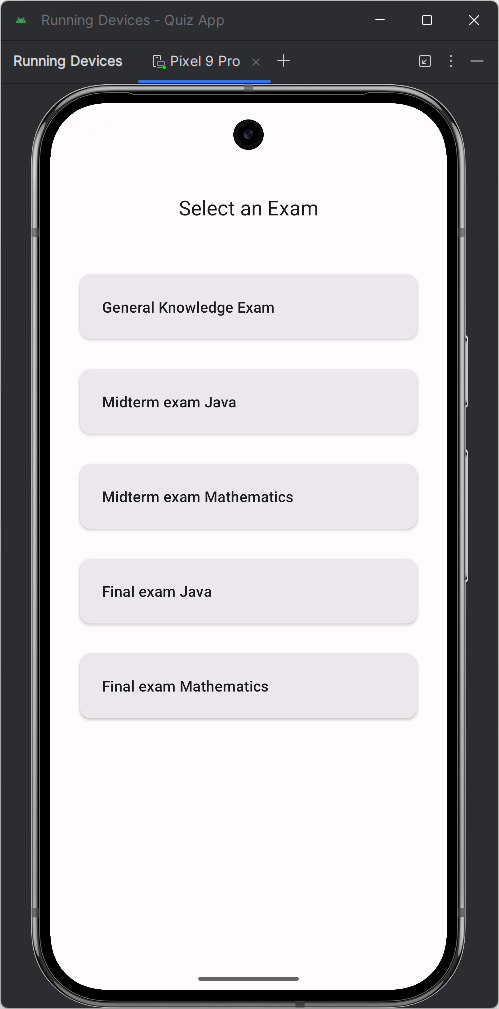 Running Devices - Quiz App
Running Devices
Pixel 9 Pro
Select an Exam
General Knowledge Exam
Midterm exam Java
Midterm exam Mathematics
Final exam Java
Final exam Mathematics